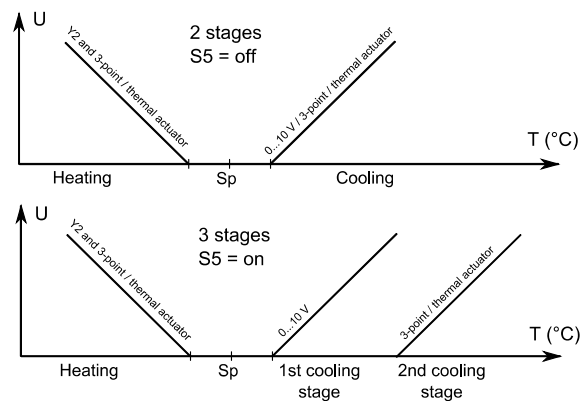 U
2 stages
S5 = off
Y2 and 3-point / thermal actuator
0...10 V / 3-point / thermal actuator
T (°C)
Heating
Sp
Cooling
U
3 stages
S5 = on
Y2 and 3-point / thermal actuator
0...10 V
3-point / thermal actuator
T (°C)
Heating
Sp
1st cooling
stage
2nd cooling
stage